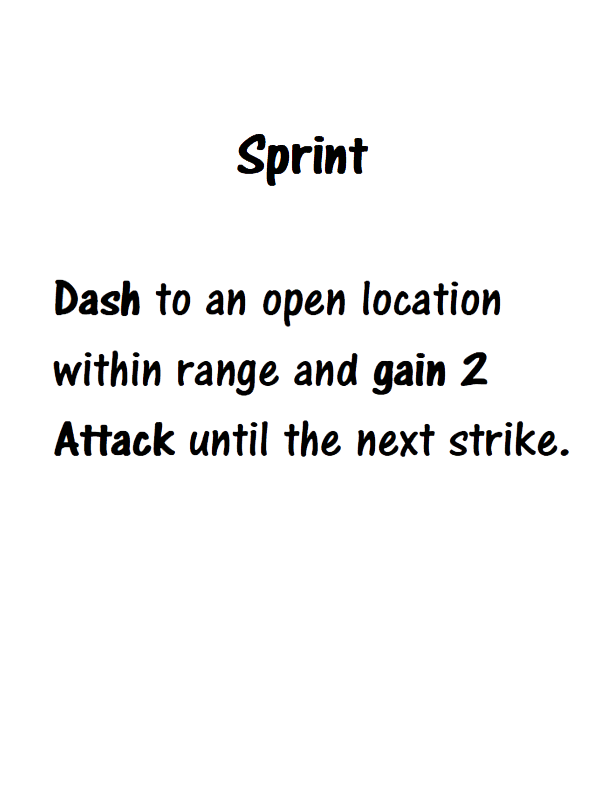 Sprint
Dash to an open location
within range and gain 2
Attack until the next strike.